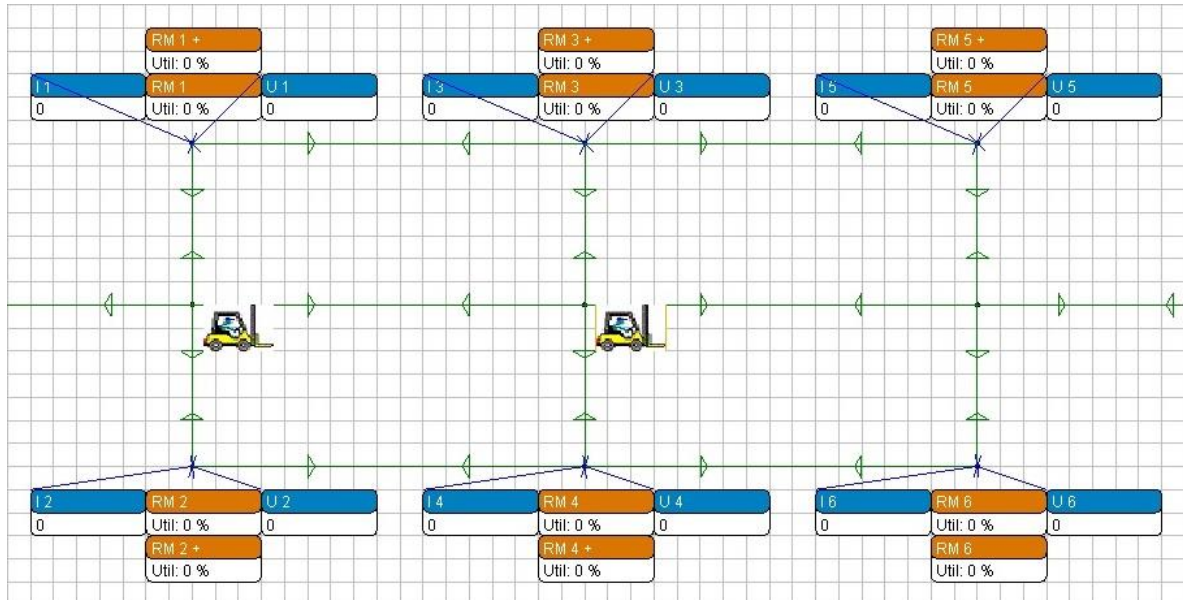 RM 1 +
Util: 0 %
RM 3 +
Util: 0 %
RM 5 +
Util: 0 %
I 1
RM 1
U 1
0
Util: 0 %
0
I 3
RM 3
U 3
0
Util: 0 %
0
I 5
RM 5
U 5
0
Util: 0 %
0
I 2
RM 2
U 2
0
Util: 0 %
0
I 4
RM 4
U 4
0
Util: 0 %
0
I 6
RM 6
U 6
0
Util: 0 %
0
RM 2 +
Util: 0 %
RM 4 +
Util: 0 %
RM 6
Util: 0 %